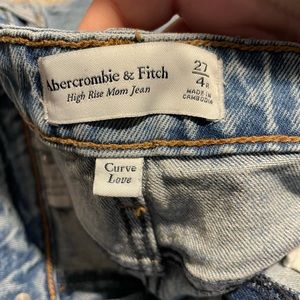 Abercrombie & Fitch
High Rise Mom Jean
27
4R
MADE IN
CAMBODIA
Curve
Love